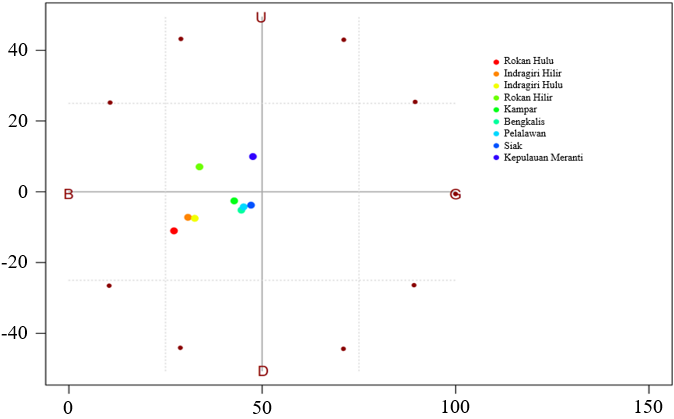 U
40
20
0
-20
-40
B
G
D
Rokan Hulu
Indragiri Hilir
Indragiri Hulu
Rokan Hilir
Kampar
Bengkalis
Pelalawan
Siak
Kepulauan Meranti
0
50
100
150